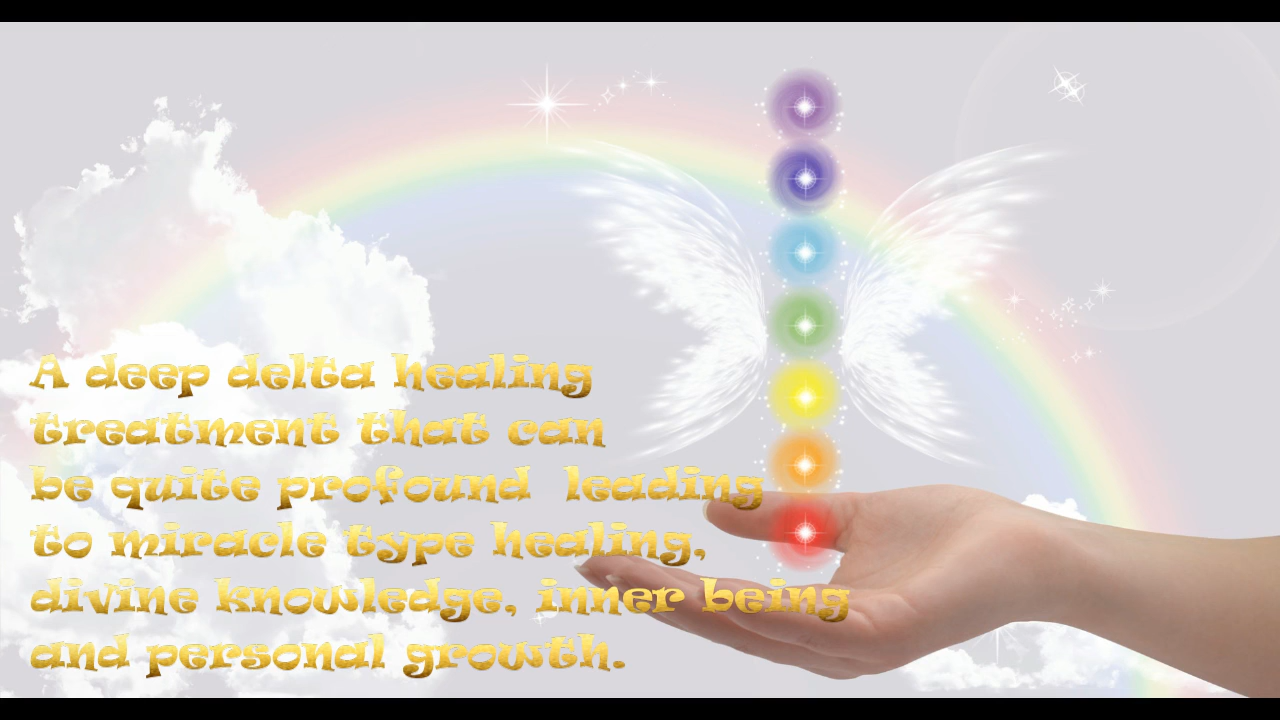 A deep delta healing
treatment that can
be quite profound leading
to miracle type healing,
divine knowledge, inner being
and personal growth.